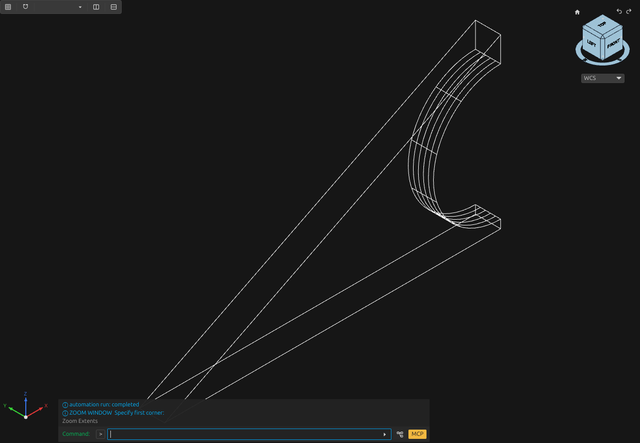 TOP
LEFT
FRONT
WCS
Z
Y
X
automation run: completed
ZOOM WINDOW Specify first corner:
Zoom Extents
Command: >
MCP